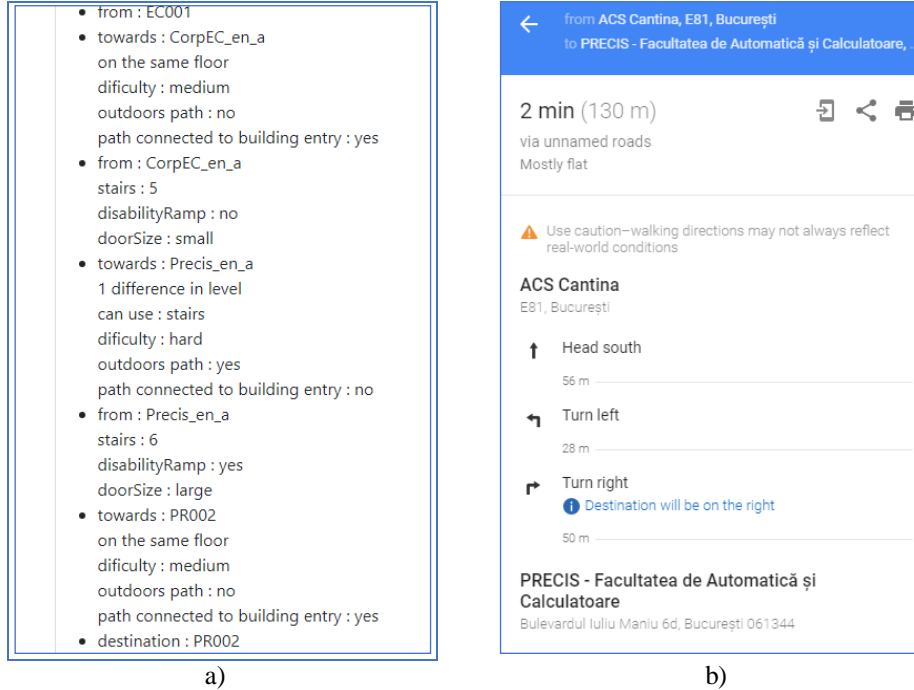 from : EC001
towards : CorpEC_en_a
on the same floor
dificulty : medium
outdoors path : no
path connected to building entry : yes
from : CorpEC_en_a
stairs : 5
disabilityRamp : no
doorSize : small
towards : Precis_en_a
1 difference in level
can use : stairs
dificulty : hard
outdoors path : yes
path connected to building entry : no
from : Precis_en_a
stairs : 6
disabilityRamp : yes
doorSize : large
towards : PR002
on the same floor
dificulty : medium
outdoors path : no
path connected to building entry : yes
destination : PR002
a)
from ACS Cantina, E81, București
to PRECIS - Facultatea de Automatică și Calculatoare, ..
2 min (130 m)
via unnamed roads
Mostly flat
Use caution–walking directions may not always reflect
real-world conditions
ACS Cantina
E81, București
Head south
56 m
Turn left
28 m
Turn right
Destination will be on the right
50 m
PRECIS - Facultatea de Automatică și
Calculatoare
Bulevardul Iuliu Maniu 6d, București 061344
b)